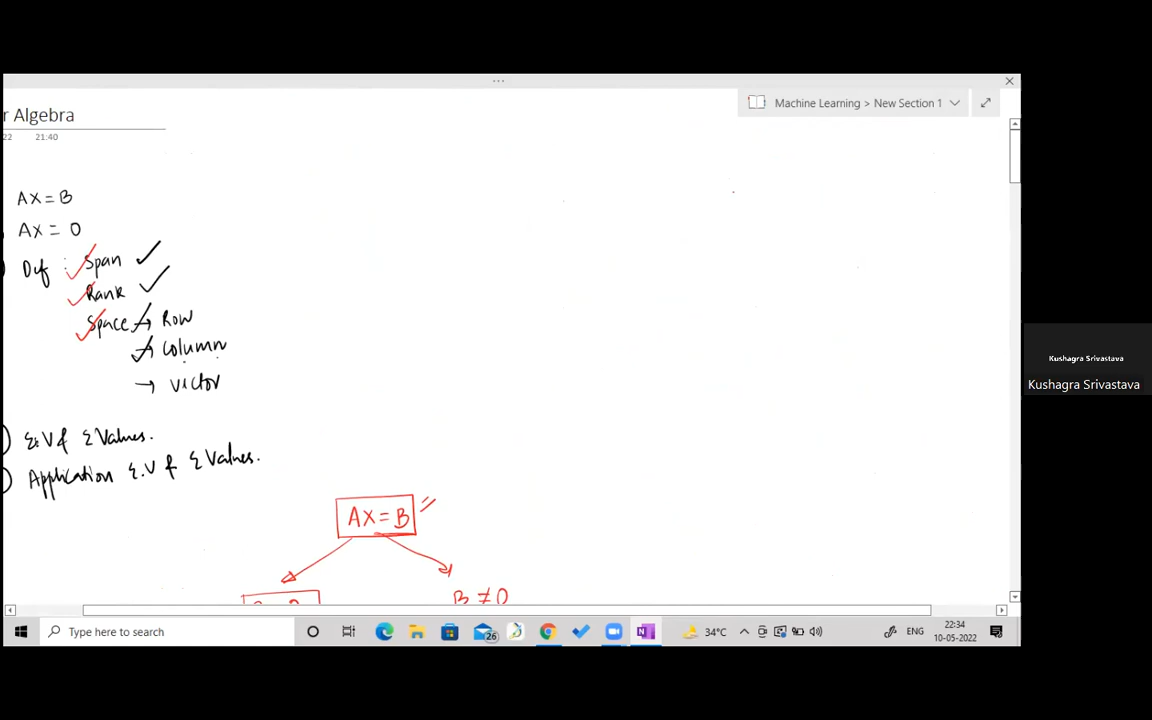 Machine Learning > New Section 1
r Algebra
22 21:40
AX = B
AX = 0
Def : Span
Rank
Space → Row
→ Column
→ vector
Σ.V & Σ Values.
Application Σ.V & Σ Values.
AX = B
B ≠ 0
Kushagra Srivastava
Kushagra Srivastava
Type here to search
26
34°C
ENG
22:34
10-05-2022